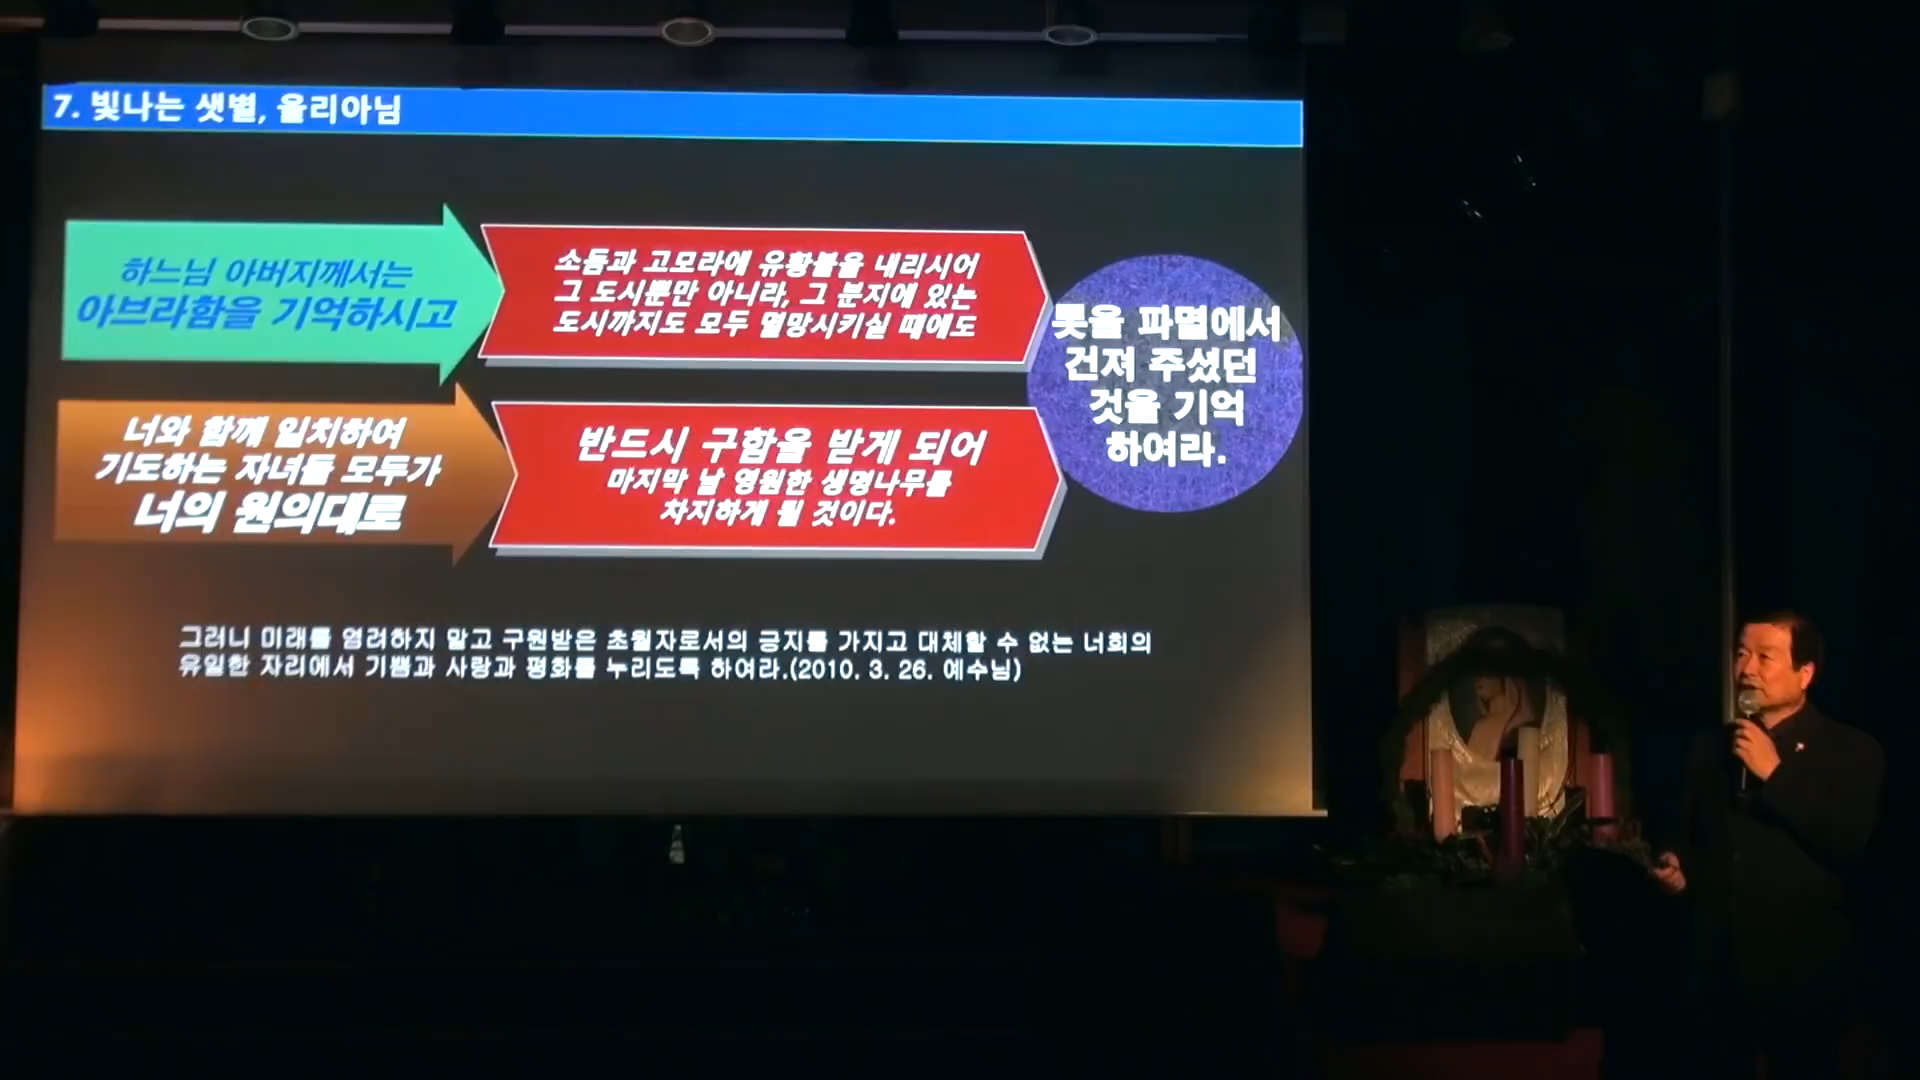 7. 빛나는 샛별, 율리아님
하느님 아버지께서는
아브라함을 기억하시고
소돔과 고모라에 유황불을 내리시어
그 도시뿐만 아니라, 그 분지에 있는
도시까지도 모두 멸망시키실 때에도
롯을 파멸에서
건져 주셨던
것을 기억
하여라.
너와 함께 일치하여
기도하는 자녀들 모두가
너의 원의대로
반드시 구함을 받게 되어
마지막 날 영원한 생명나무를
차지하게 될 것이다.
그러니 미래를 염려하지 말고 구원받은 초월자로서의 긍지를 가지고 대체할 수 없는 너희의
유일한 자리에서 기쁨과 사랑과 평화를 누리도록 하여라.(2010. 3. 26. 예수님)